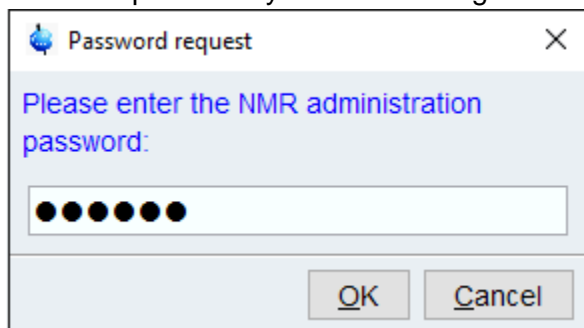 Password request
Please enter the NMR administration
password:
●●●●●●
OK
Cancel